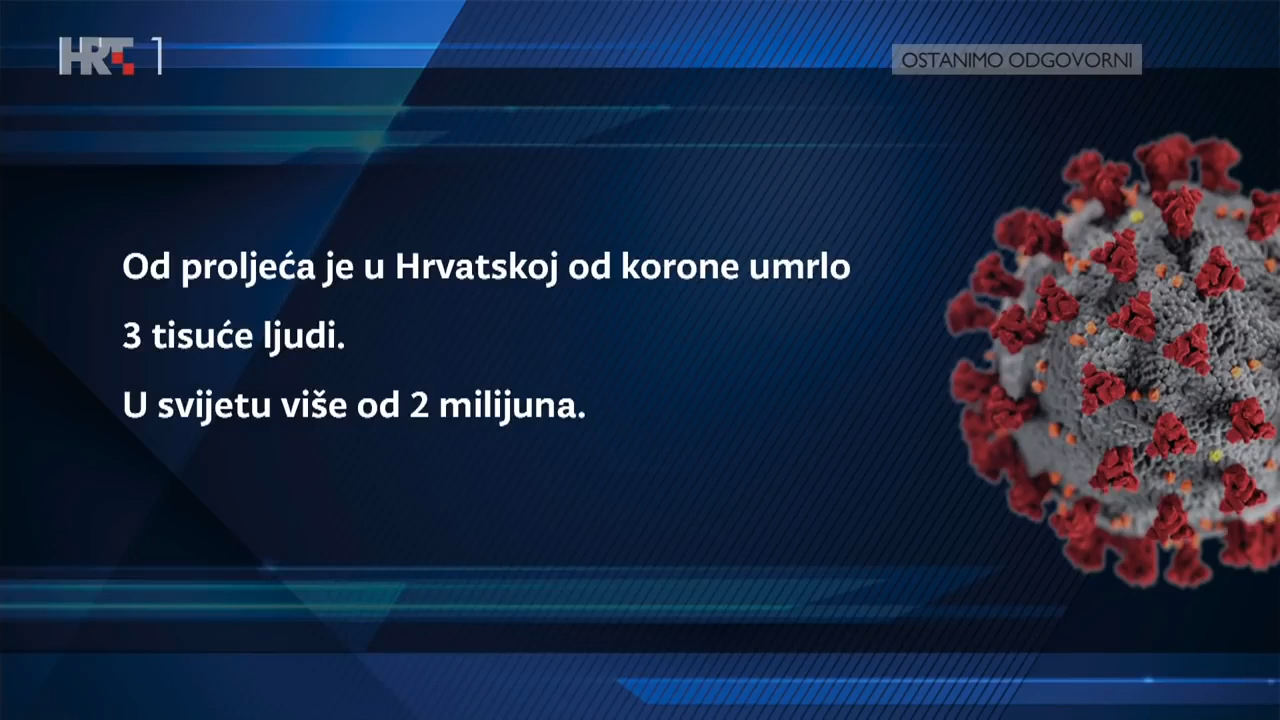 HRT 1
OSTANIMO ODGOVORNI
Od proljeća je u Hrvatskoj od korone umrlo
3 tisuće ljudi.
U svijetu više od 2 milijuna.